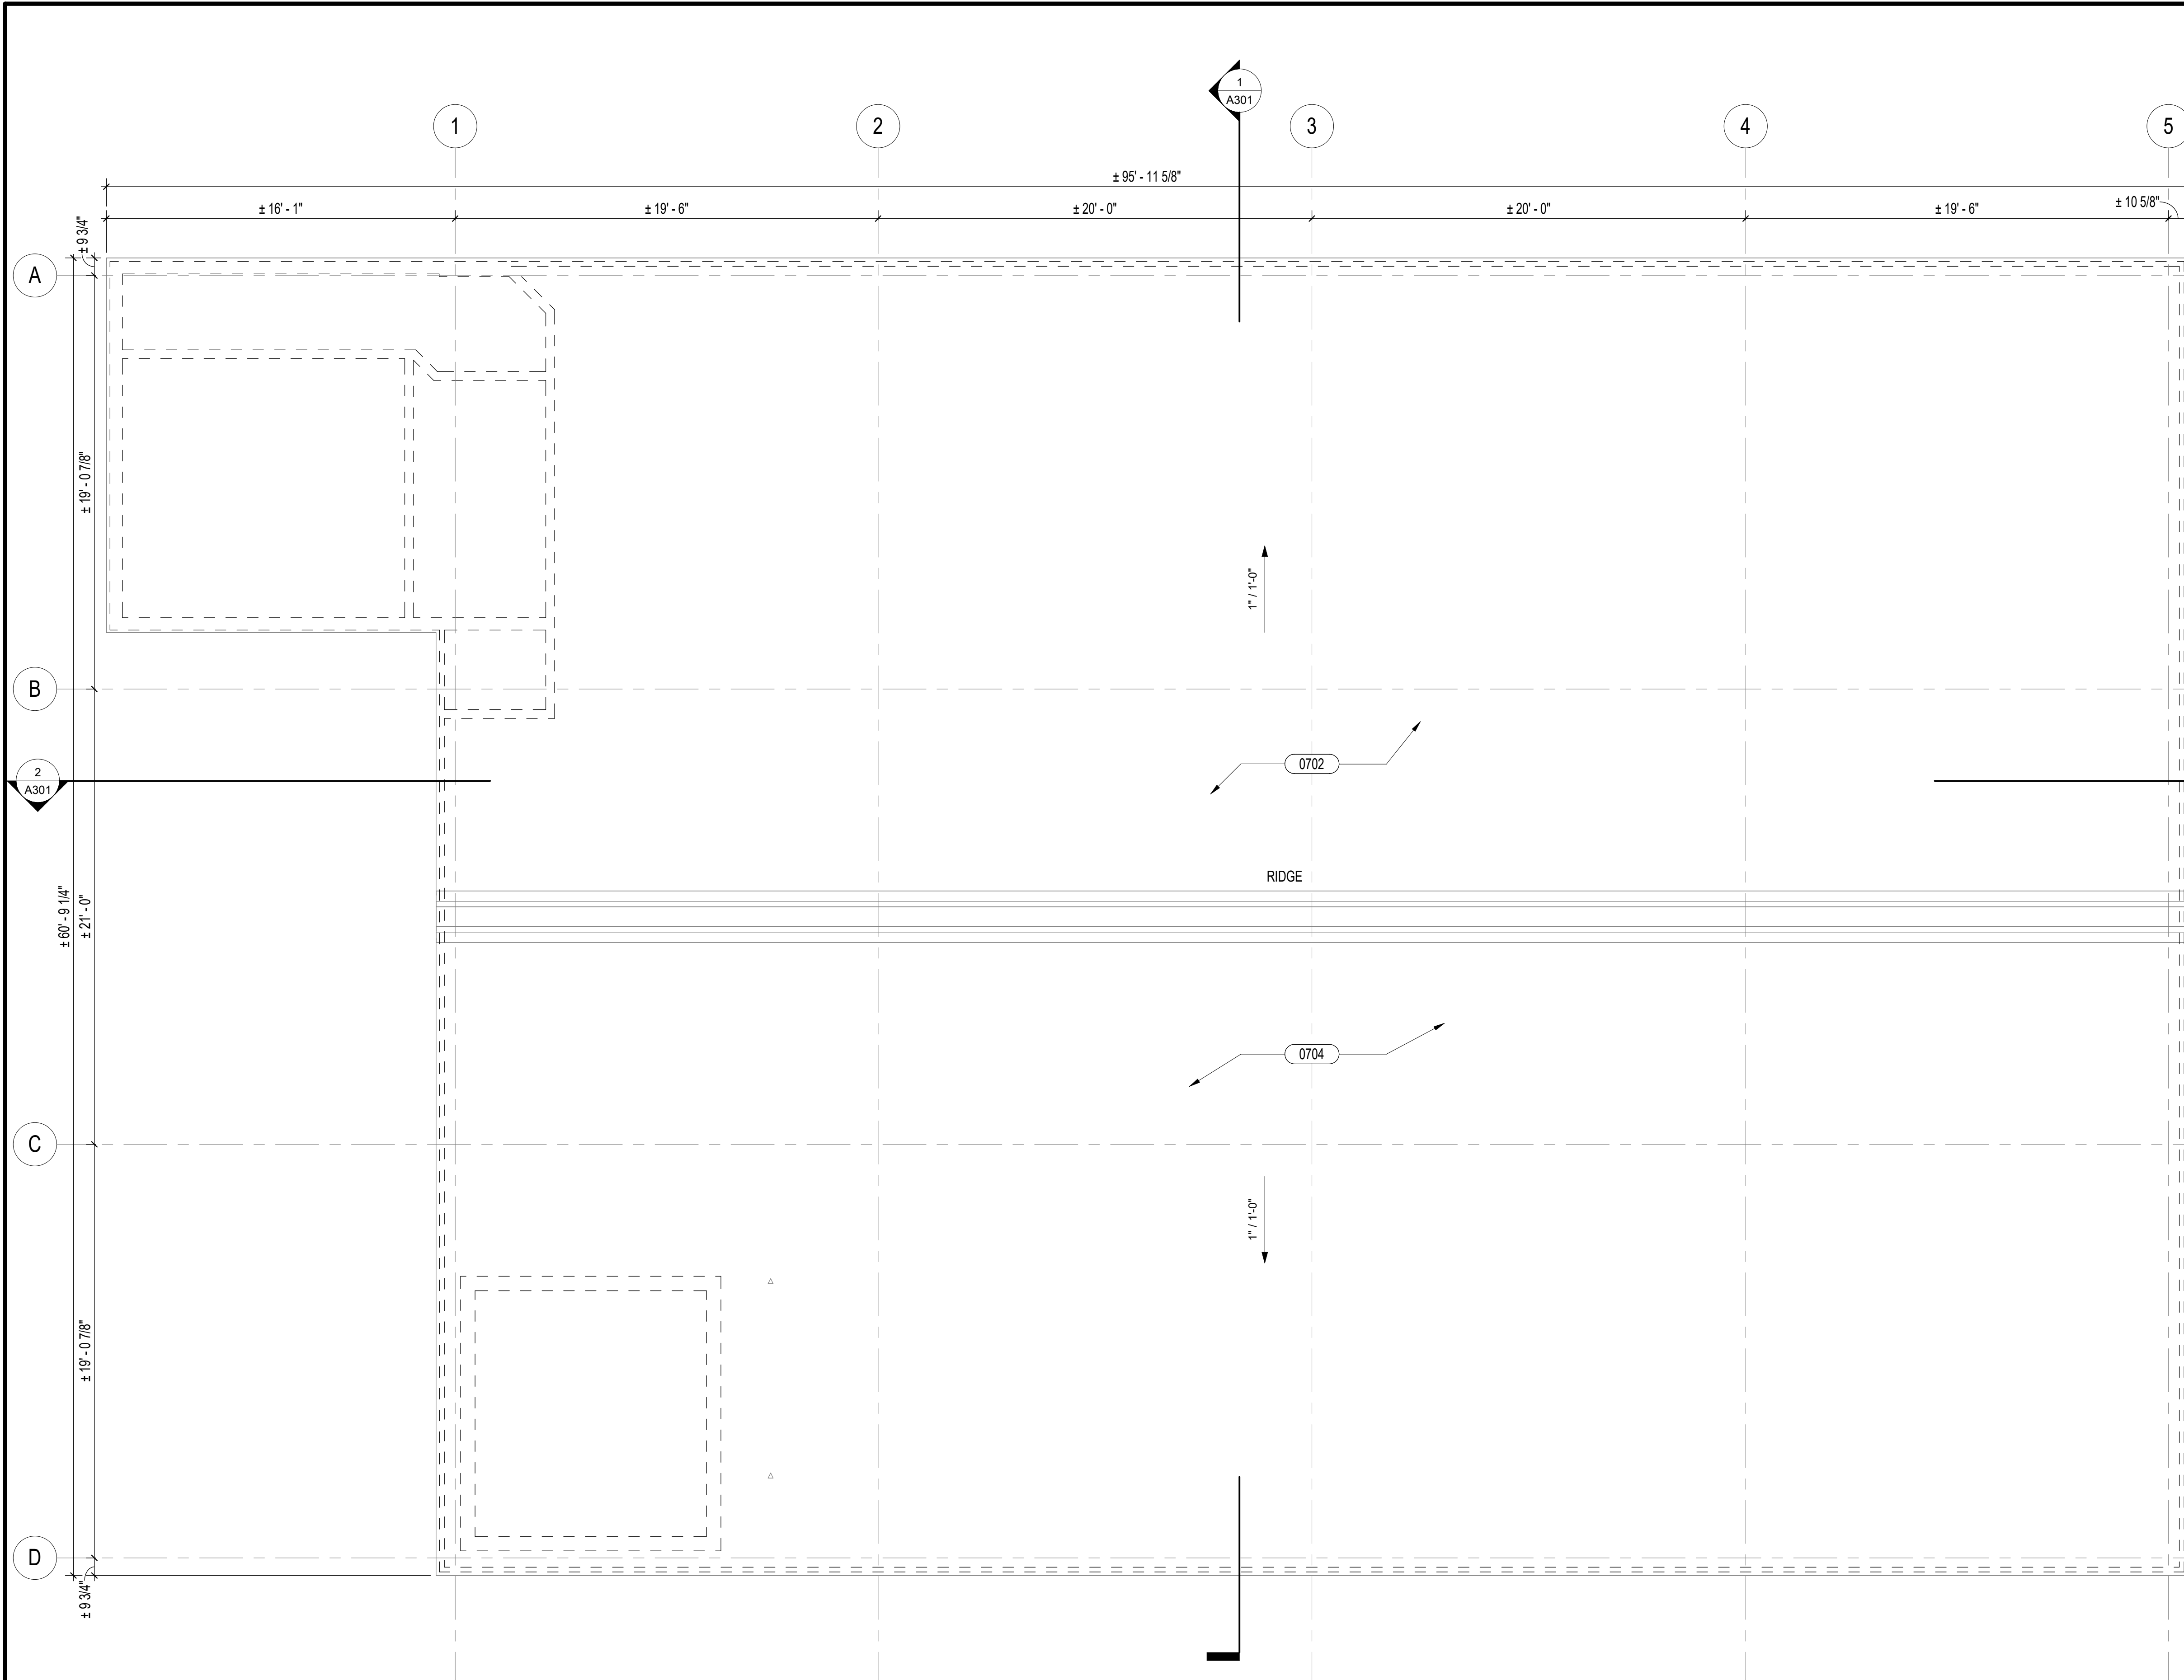 1
A301
1
2
3
4
5
± 95' - 11 5/8"
± 16' - 1"
± 19' - 6"
± 20' - 0"
± 20' - 0"
± 19' - 6"
± 10 5/8"
± 9 3/4"
A
± 19' - 0 7/8"
1" / 1'-0"
B
0702
2
A301
RIDGE
± 60' - 9 1/4"
± 21' - 0"
0704
C
1" / 1'-0"
± 19' - 0 7/8"
D
± 9 3/4"